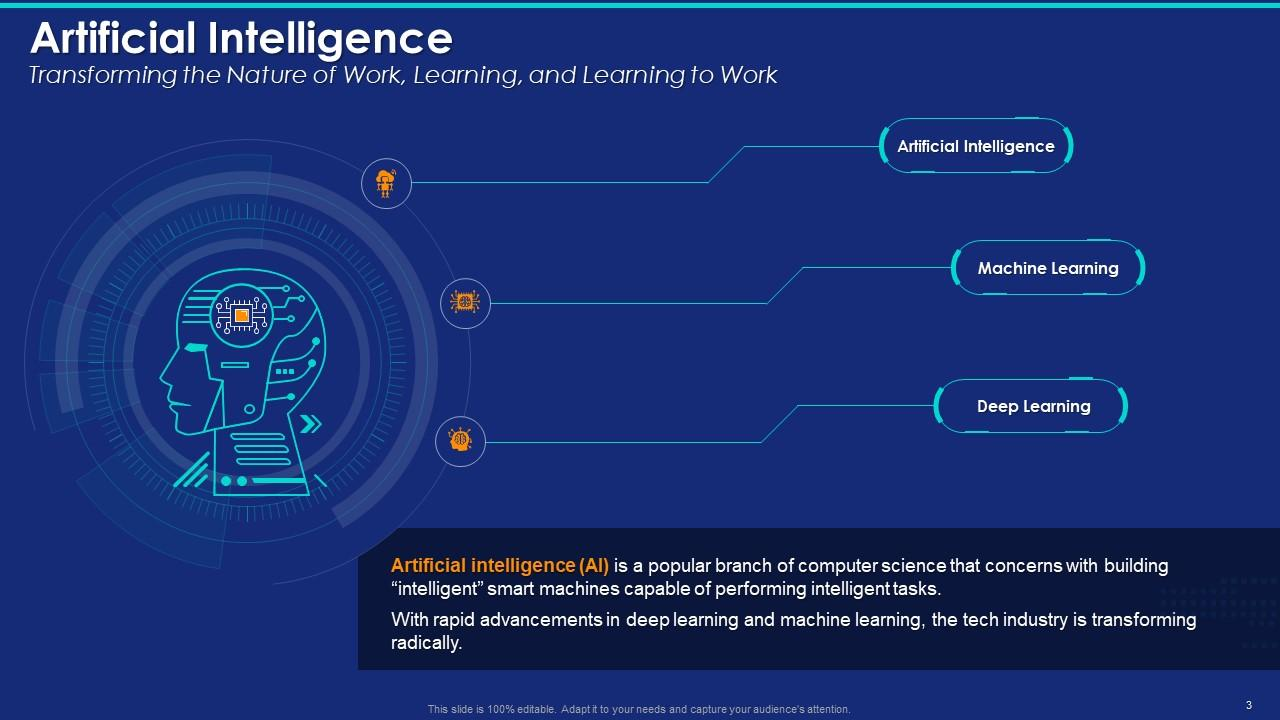 Artificial Intelligence
Transforming the Nature of Work, Learning, and Learning to Work
Artificial Intelligence
Machine Learning
Deep Learning
Artificial intelligence (AI) is a popular branch of computer science that concerns with building
“intelligent” smart machines capable of performing intelligent tasks.
With rapid advancements in deep learning and machine learning, the tech industry is transforming
radically.
This slide is 100% editable. Adapt it to your needs and capture your audience's attention.
3